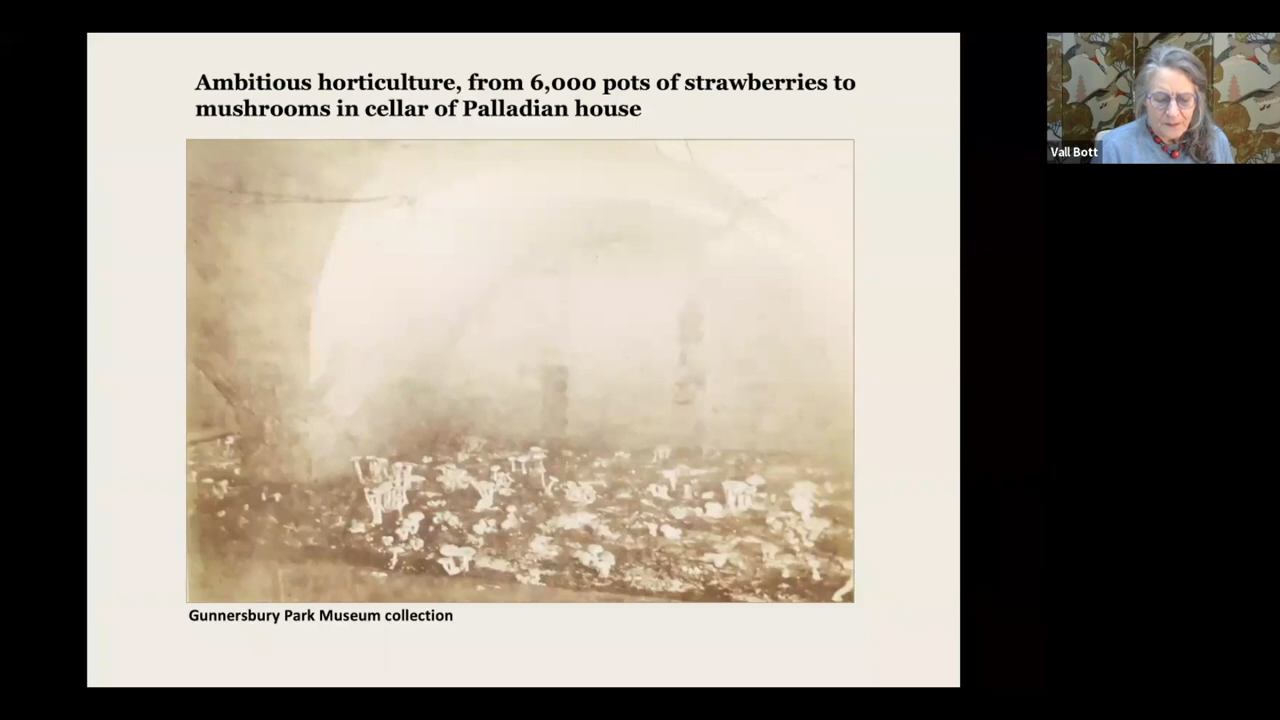 Ambitious horticulture, from 6,000 pots of strawberries to
mushrooms in cellar of Palladian house
Gunnersbury Park Museum collection
Vall Bott